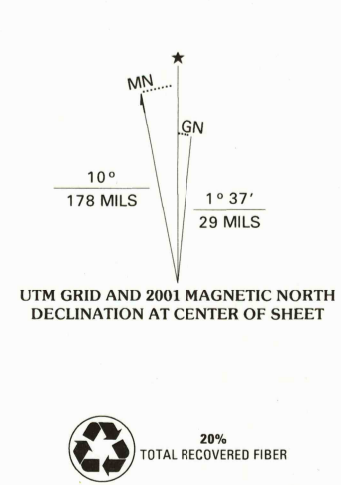 ★
MN
GN
10°
178 MILS
1° 37′
29 MILS
UTM GRID AND 2001 MAGNETIC NORTH
DECLINATION AT CENTER OF SHEET
20%
TOTAL RECOVERED FIBER